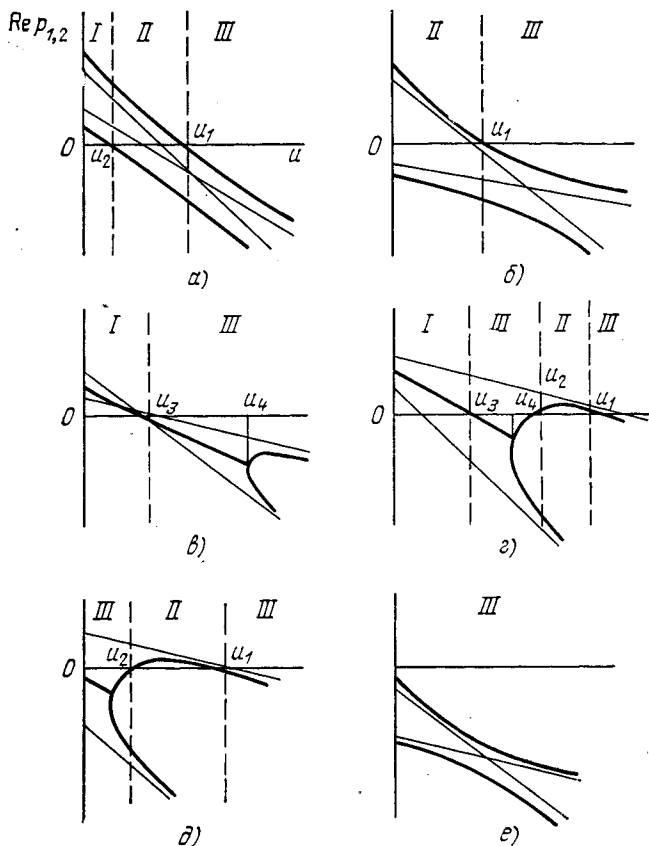 Re p₁,₂ I II III
0 u₂ u₁ u
а)
II III
0 u₁
б)
I III
0 u₃ u₄
в)
I III II III
0 u₃ u₄ u₂ u₁
г)
III II III
0 u₂ u₁
д)
III
0
е)